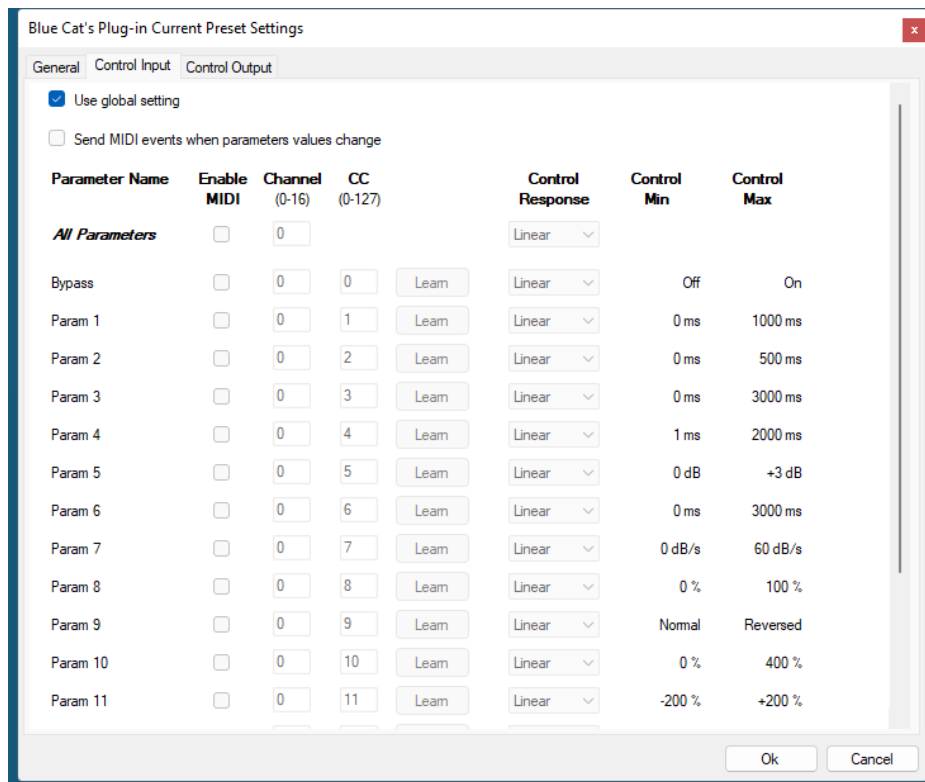 Blue Cat's Plug-in Current Preset Settings
x
General Control Input Control Output
Use global setting
Send MIDI events when parameters values change
Parameter Name Enable MIDI Channel (0-16) CC (0-127) Control Response Control Min Control Max
All Parameters 0 Linear
Bypass 0 0 Learn Linear Off On
Param 1 0 1 Learn Linear 0 ms 1000 ms
Param 2 0 2 Learn Linear 0 ms 500 ms
Param 3 0 3 Learn Linear 0 ms 3000 ms
Param 4 0 4 Learn Linear 1 ms 2000 ms
Param 5 0 5 Learn Linear 0 dB +3 dB
Param 6 0 6 Learn Linear 0 ms 3000 ms
Param 7 0 7 Learn Linear 0 dB/s 60 dB/s
Param 8 0 8 Learn Linear 0 % 100 %
Param 9 0 9 Learn Linear Normal Reversed
Param 10 0 10 Learn Linear 0 % 400 %
Param 11 0 11 Learn Linear -200 % +200 %
Ok Cancel